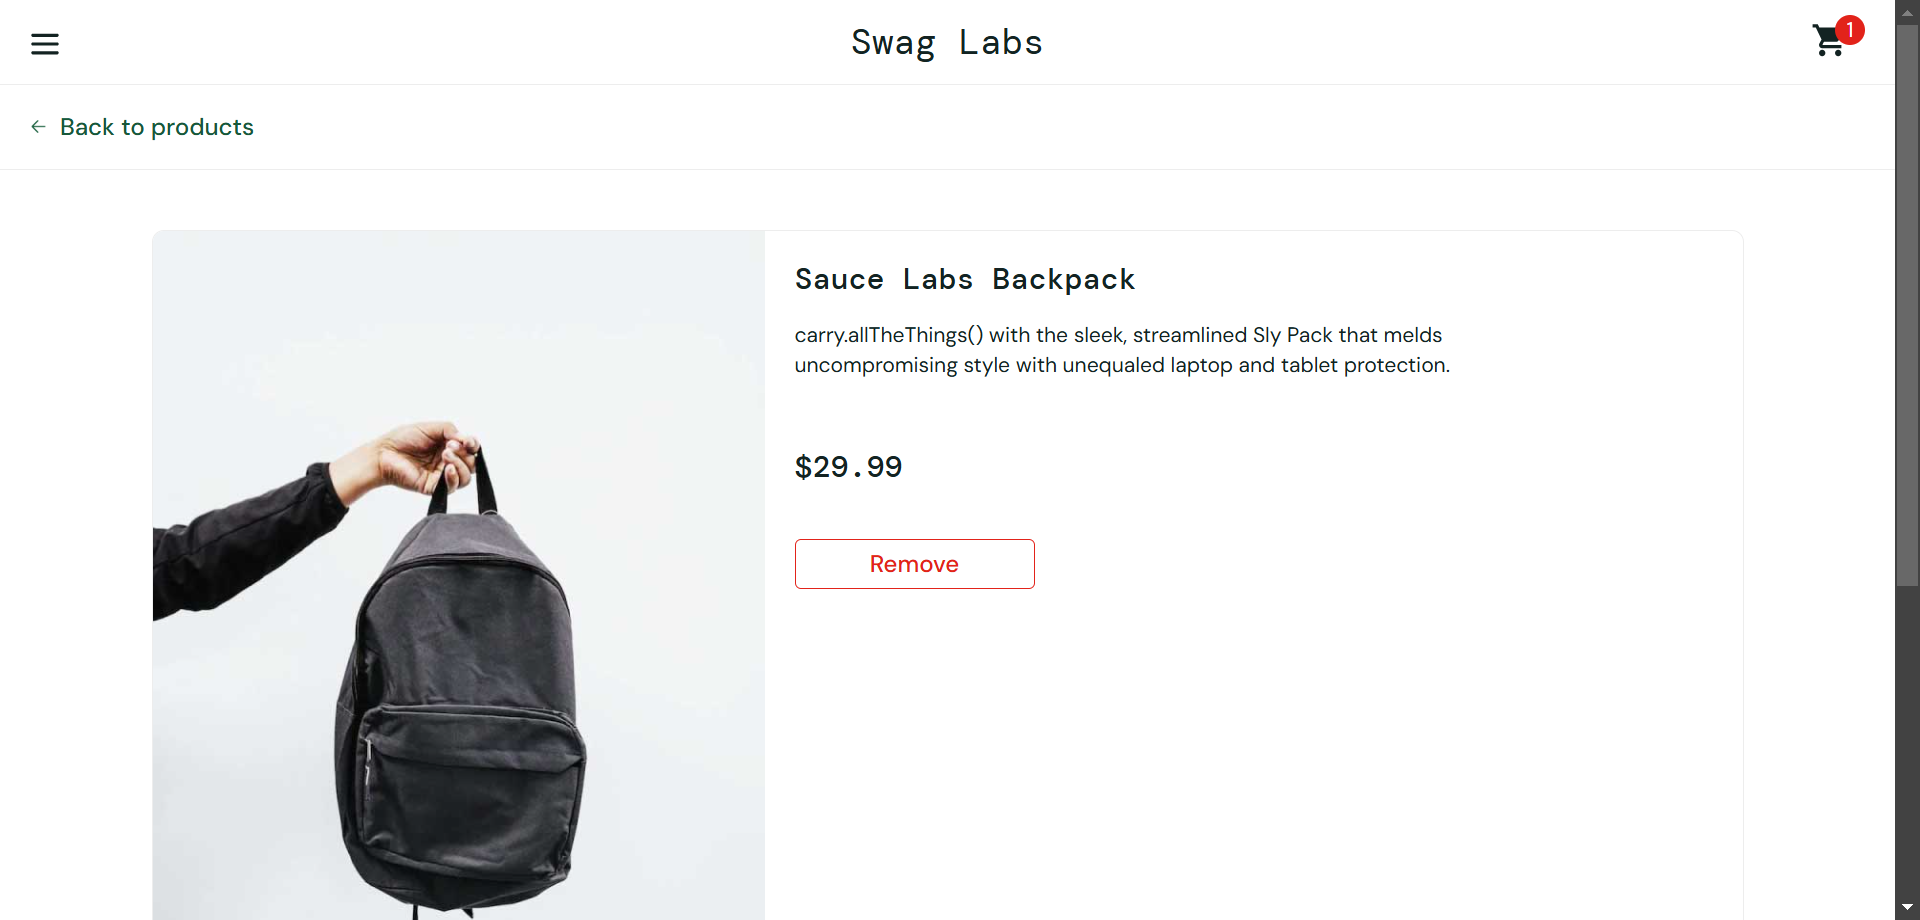 Swag Labs
1
Back to products
Sauce Labs Backpack
carry.allTheThings() with the sleek, streamlined Sly Pack that melds
uncompromising style with unequaled laptop and tablet protection.
$29.99
Remove